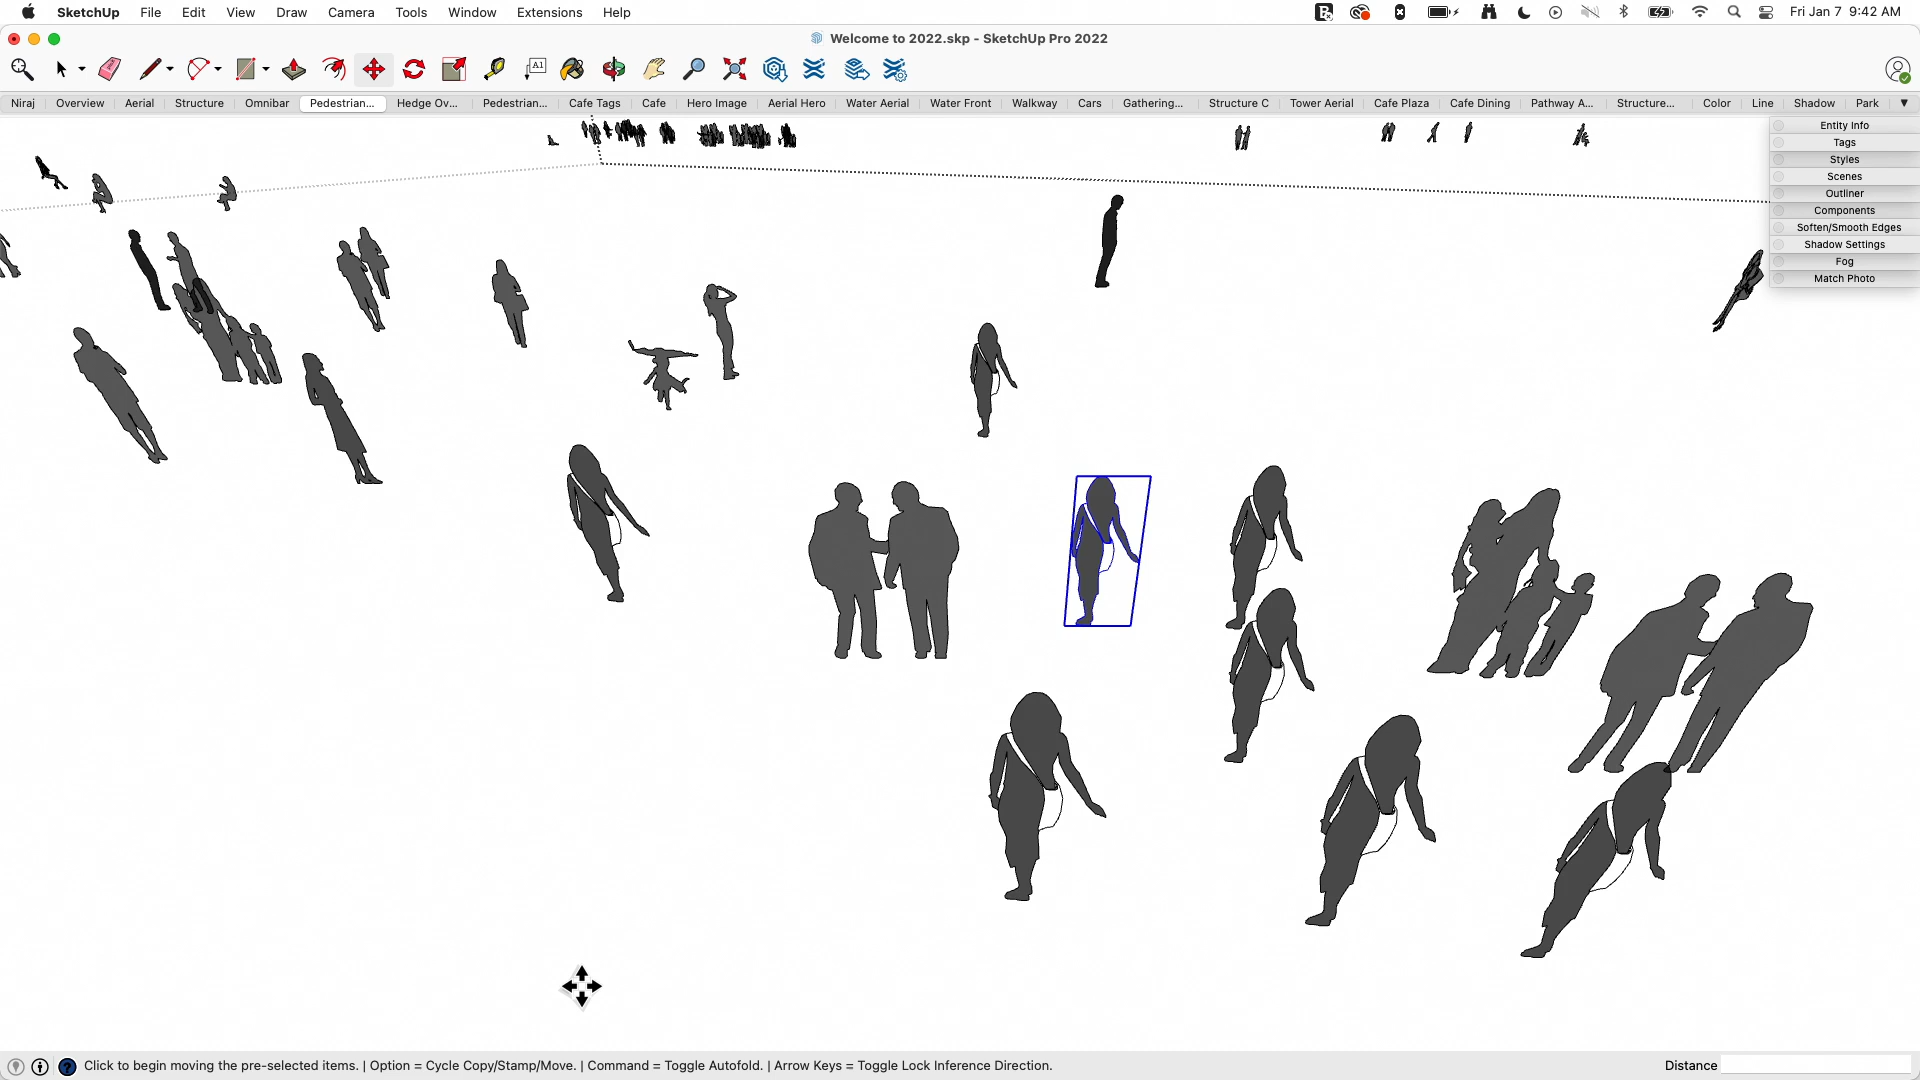 SketchUp File Edit View Draw Camera Tools Window Extensions Help Fri Jan 7 9:42 AM
Welcome to 2022.skp - SketchUp Pro 2022
A1
Niraj Overview Aerial Structure Omnibar Pedestrian... Hedge Ov... Pedestrian... Cafe Tags Cafe Hero Image Aerial Hero Water Aerial Water Front Walkway Cars Gathering... Structure C Tower Aerial Cafe Plaza Cafe Dining Pathway A... Structure... Color Line Shadow Park
Entity Info
Tags
Styles
Scenes
Outliner
Components
Soften/Smooth Edges
Shadow Settings
Fog
Match Photo
Click to begin moving the pre-selected items. | Option = Cycle Copy/Stamp/Move. | Command = Toggle Autofold. | Arrow Keys = Toggle Lock Inference Direction. Distance